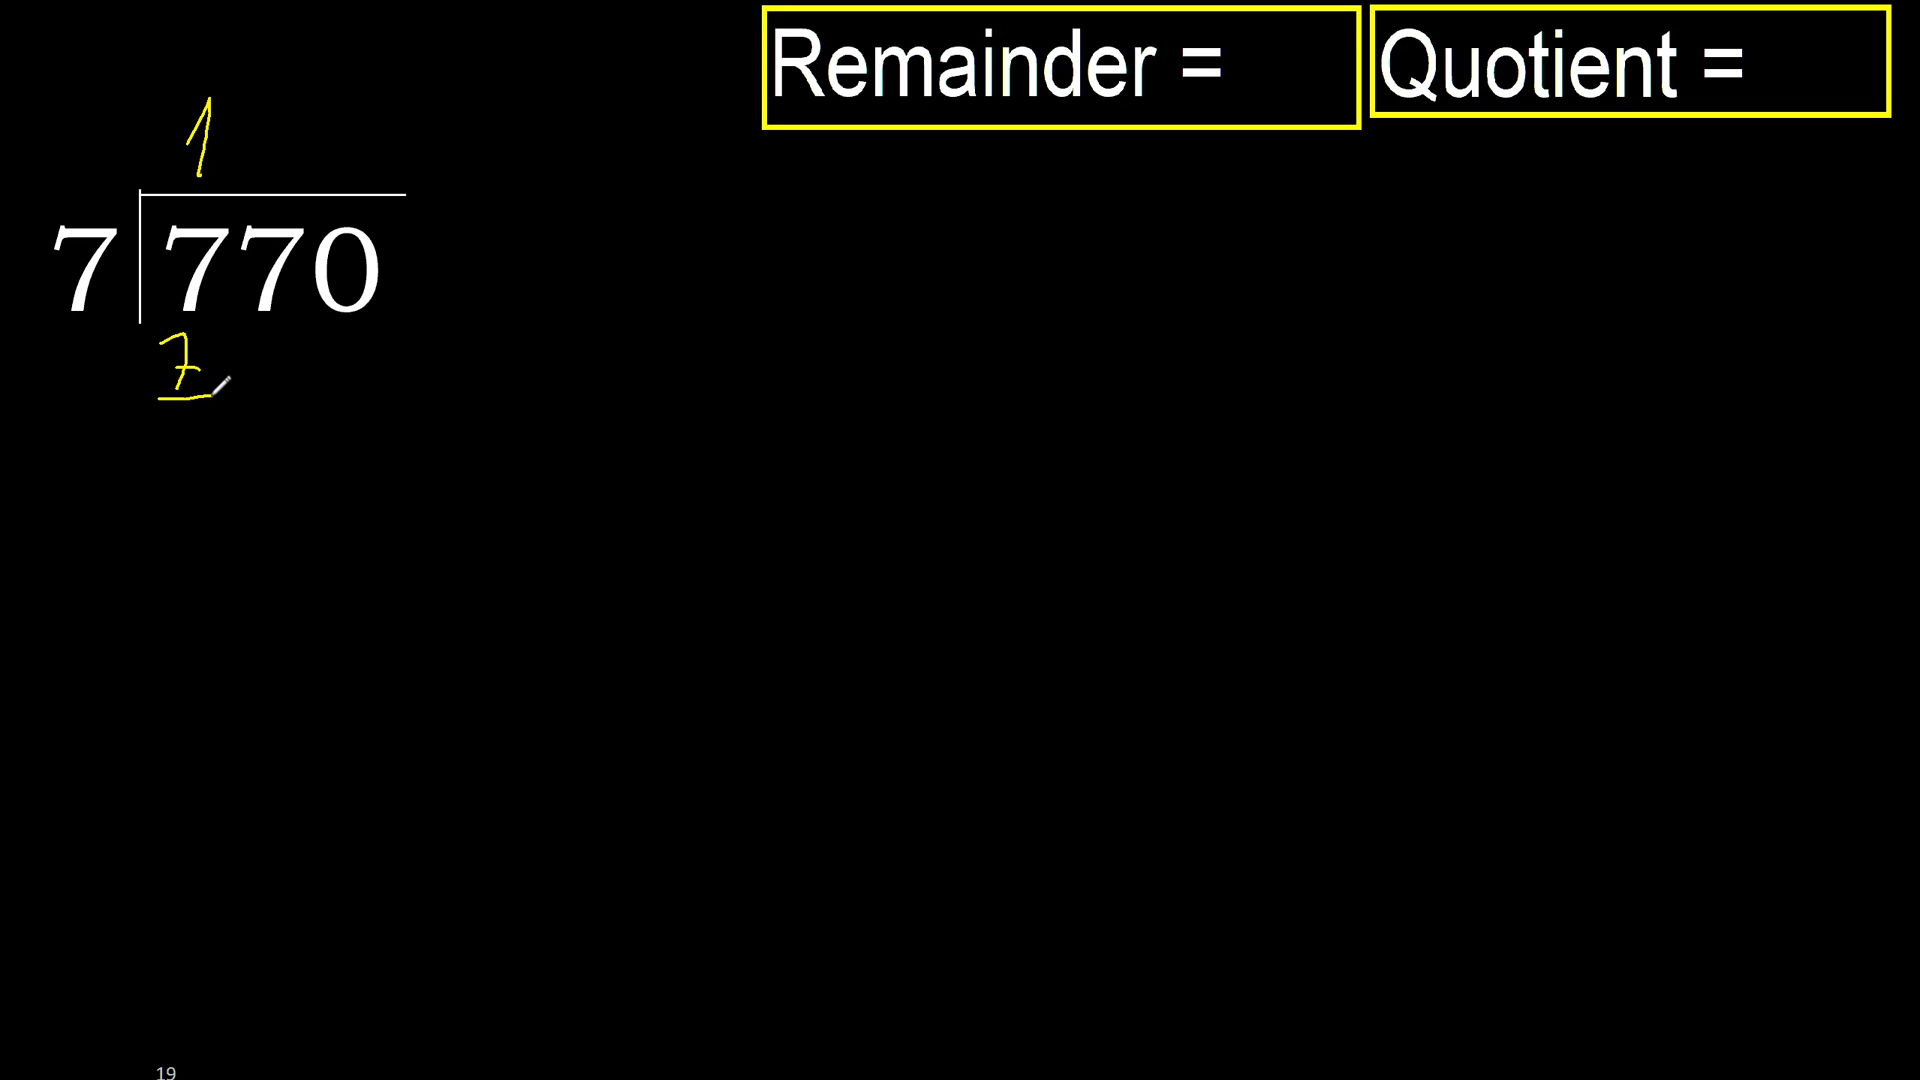 Remainder =
Quotient =
1
7 770
7
19